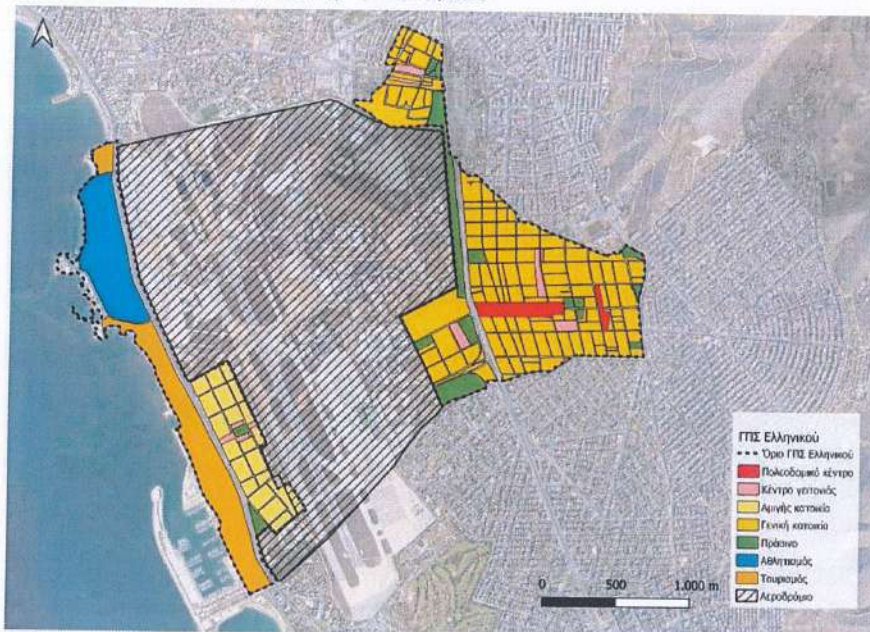 ΓΠΣ Ελληνικού
Όριο ΓΠΣ Ελληνικού
Πολεοδομικό κέντρο
Κέντρο γειτονιάς
Αμιγής κατοικία
Γενική κατοικία
Πράσινο
Αθλητισμός
Τουρισμός
Αεροδρόμιο
0 500 1.000 m